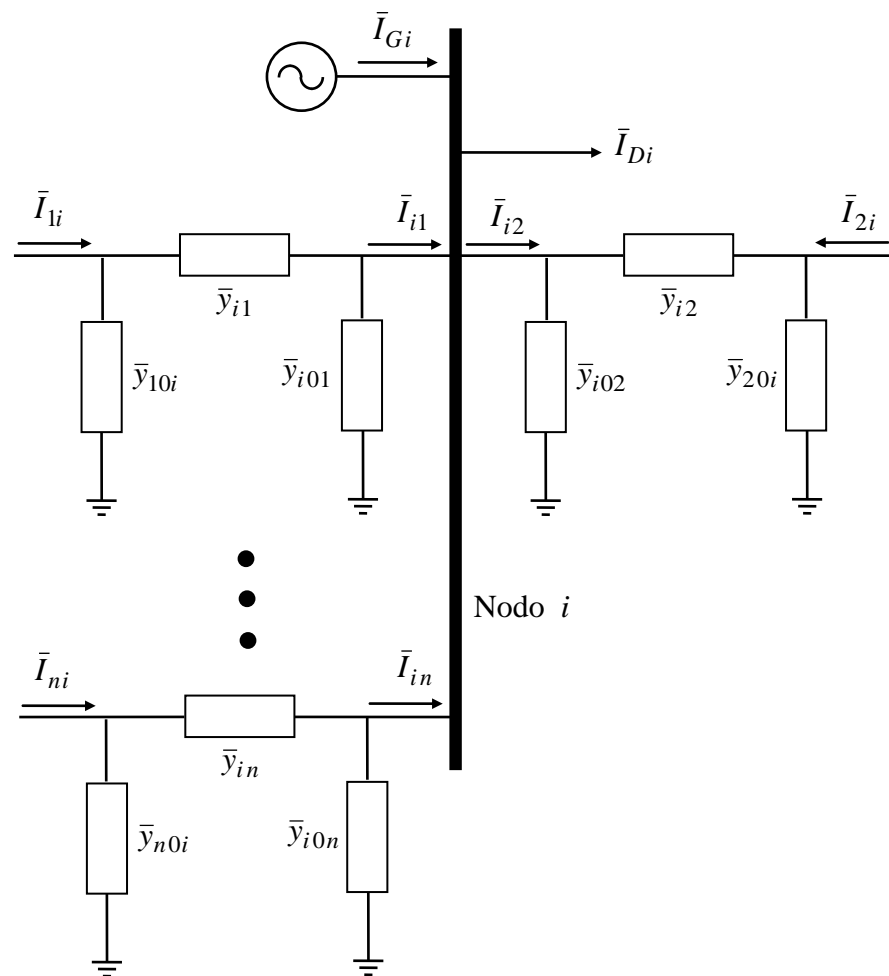 Ī_Gi
Ī_Di
Ī_1i
Ī_i1
Ī_i2
Ī_2i
ȳ_i1
ȳ_i2
ȳ_10i
ȳ_i01
ȳ_i02
ȳ_20i
Nodo i
Ī_ni
Ī_in
ȳ_in
ȳ_n0i
ȳ_i0n